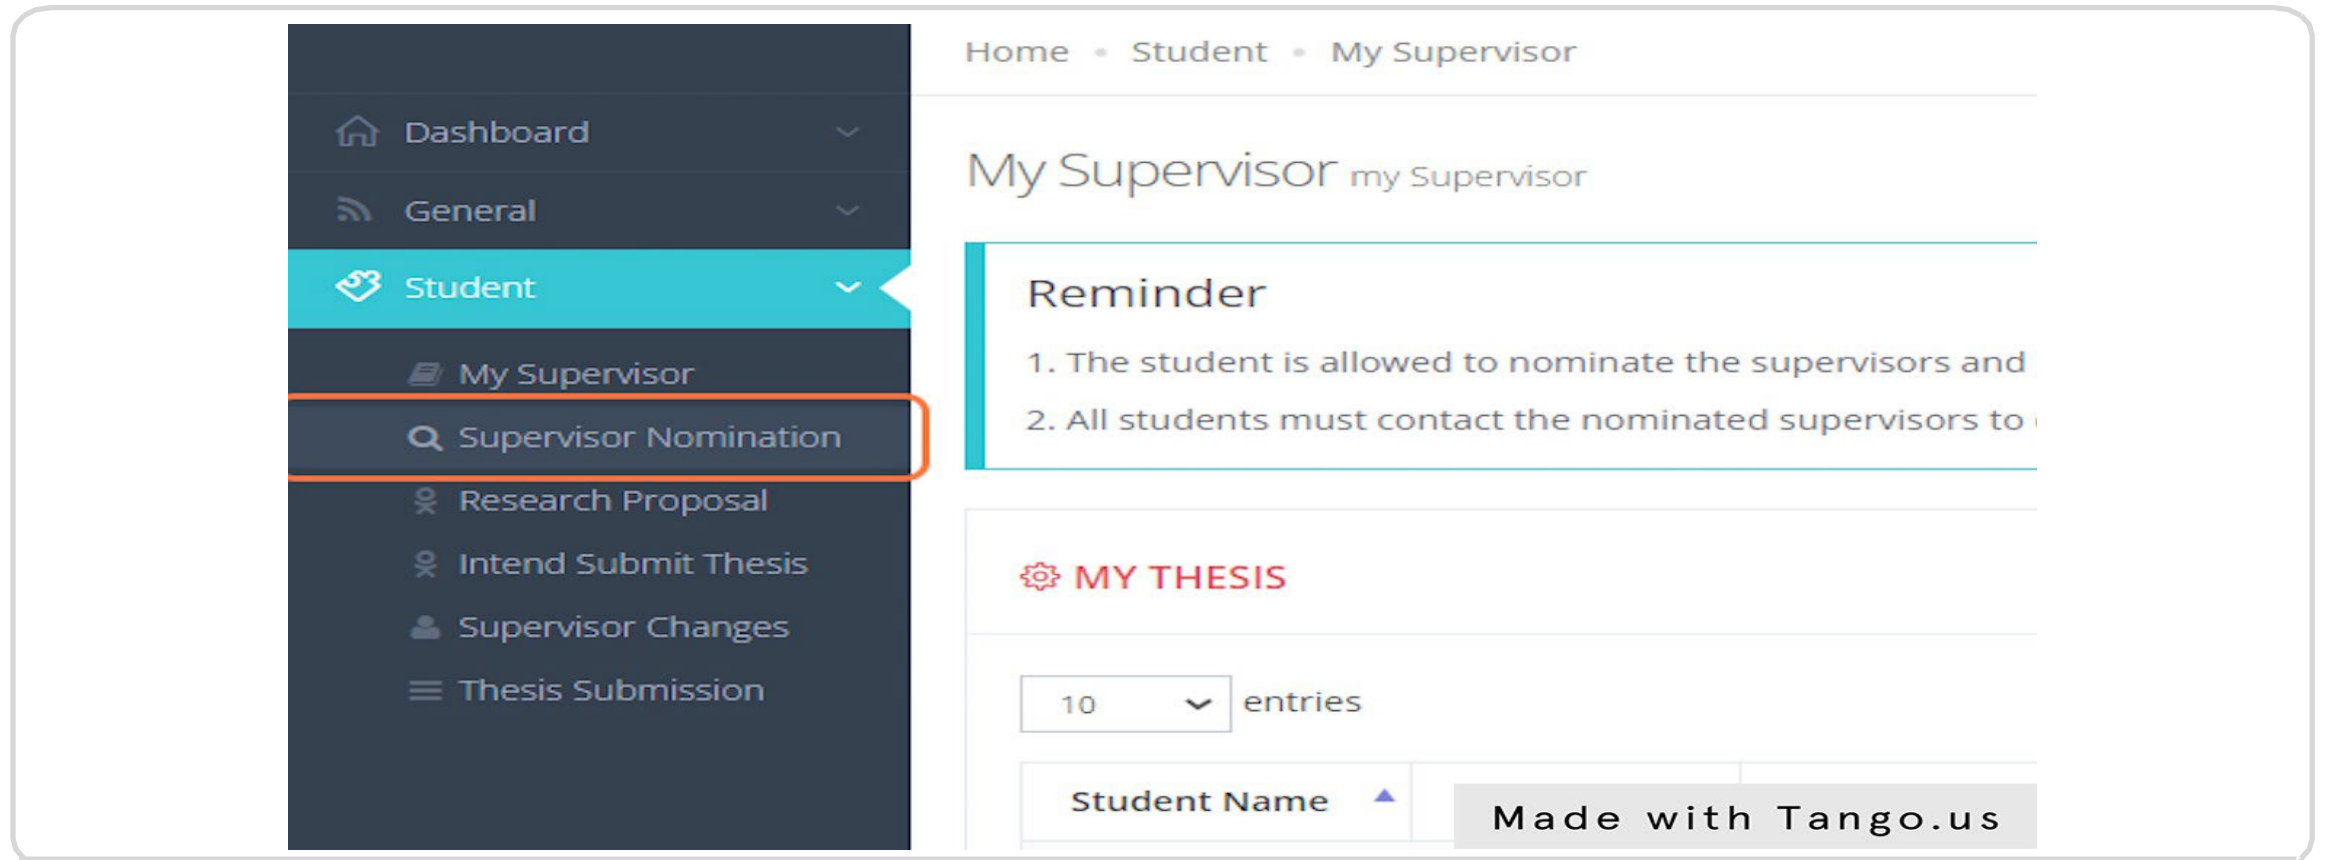 Home • Student • My Supervisor
Dashboard
General
Student
My Supervisor
Supervisor Nomination
Research Proposal
Intend Submit Thesis
Supervisor Changes
Thesis Submission
My Supervisor my Supervisor
Reminder
1. The student is allowed to nominate the supervisors and
2. All students must contact the nominated supervisors to
MY THESIS
10 entries
Student Name
Made with Tango.us